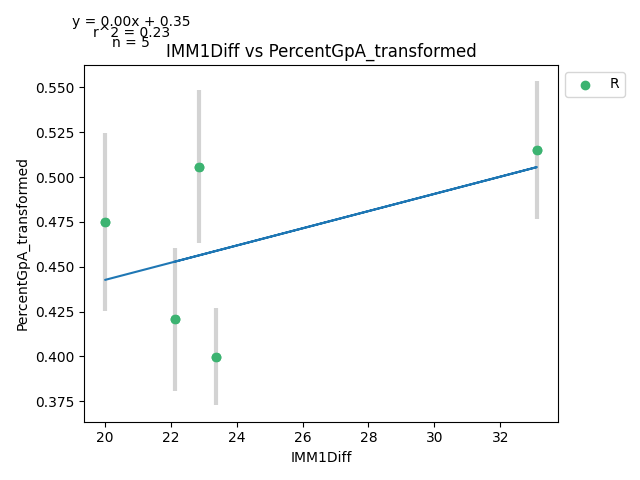 y = 0.00x + 0.35
r^2 = 0.23
n = 5
IMM1Diff vs PercentGpA_transformed
R
0.550
0.525
0.500
0.475
0.450
0.425
0.400
0.375
PercentGpA_transformed
20 22 24 26 28 30 32
IMM1Diff